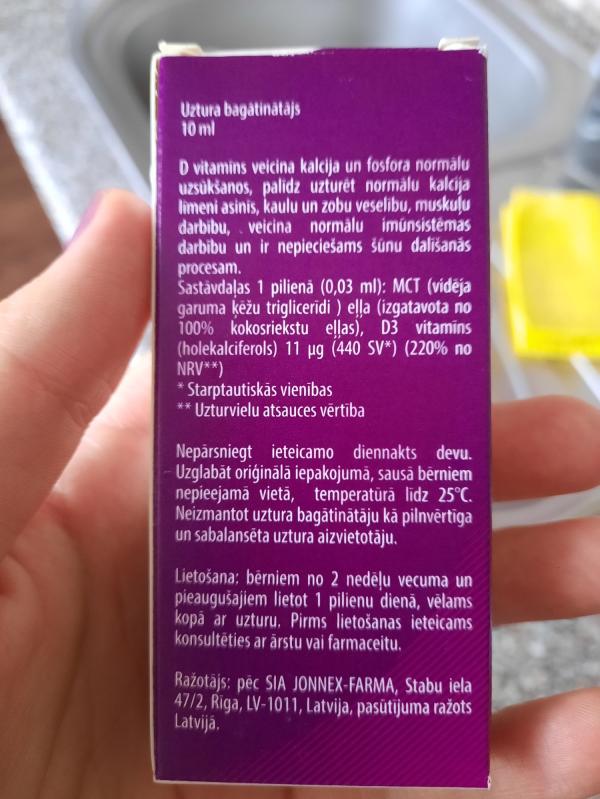 Uztura bagātinātājs
10 ml
D vitamīns veicina kalcija un fosfora normālu
uzsūkšanos, palīdz uzturēt normālu kalcija
līmeni asinīs, kaulu un zobu veselību, muskuļu
darbību, veicina normālu imūnsistēmas
darbību un ir nepieciešams šūnu dalīšanās
procesam.
Sastāvdaļas 1 pilienā (0,03 ml): MCT (vidēja
garuma ķēžu triglicerīdi ) eļļa (izgatavota no
100% kokosriekstu eļļas), D3 vitamīns
(holekalciferols) 11 µg (440 SV*) (220% no
NRV**)
* Starptautiskās vienības
** Uzturvielu atsauces vērtība
Nepārsniegt ieteicamo diennakts devu.
Uzglabāt oriģinālā iepakojumā, sausā bērniem
nepieejamā vietā, temperatūrā līdz 25°C.
Neizmantot uztura bagātinātāju kā pilnvērtīga
un sabalansēta uztura aizvietotāju.
Lietošana: bērniem no 2 nedēļu vecuma un
pieaugušajiem lietot 1 pilienu dienā, vēlams
kopā ar uzturu. Pirms lietošanas ieteicams
konsultēties ar ārstu vai farmaceitu.
Ražotājs: pēc SIA JONNEX-FARMA, Stabu iela
47/2, Rīga, LV-1011, Latvija, pasūtījuma ražots
Latvijā.